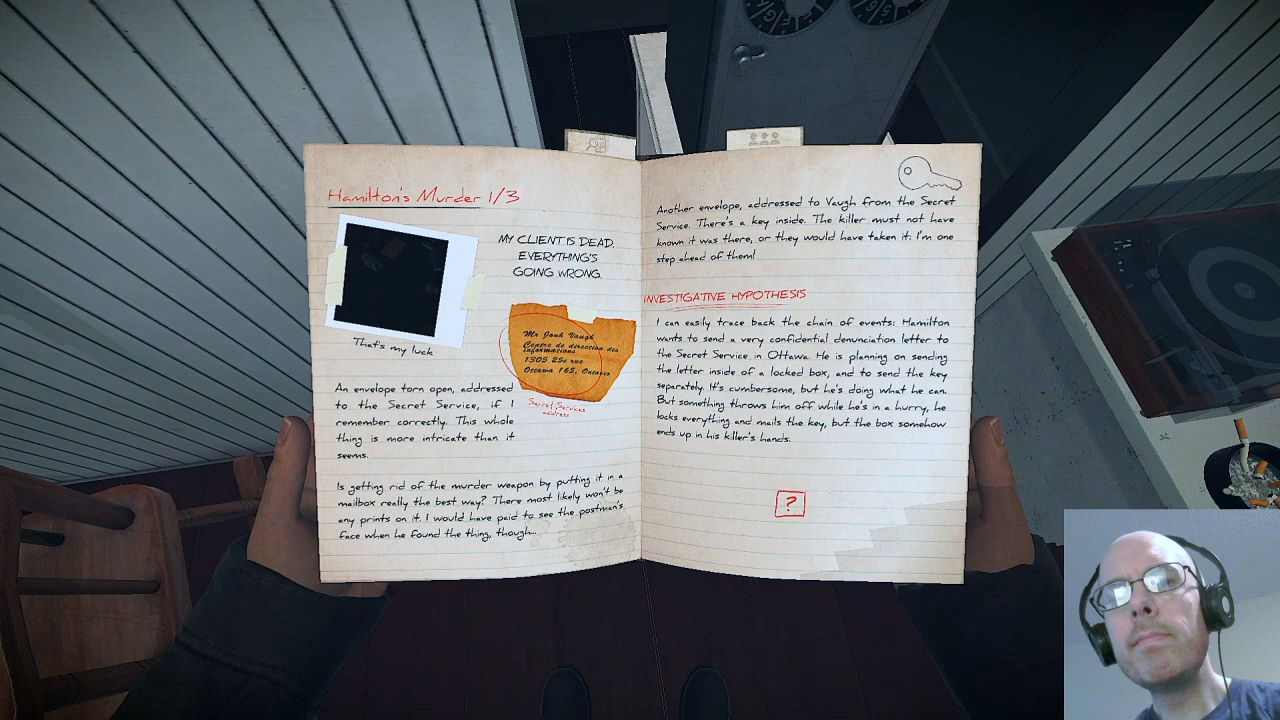 Hamilton's Murder 1/3
MY CLIENT IS DEAD.
EVERYTHING'S
GOING WRONG.
That's my luck
Mr Jonh Vaugh
Centre de direction des
informations
1305 25e rue
Ottawa 165, Ontario
Secret Services
address
An envelope torn open, addressed
to the Secret Service, if I
remember correctly. This whole
thing is more intricate than it
seems.
Is getting rid of the murder weapon by putting it in a
mailbox really the best way? There most likely won't be
any prints on it. I would have paid to see the postman's
face when he found the thing, though...
Another envelope, addressed to Vaugh from the Secret
Service. There's a key inside. The killer must not have
known it was there, or they would have taken it: I'm one
step ahead of them!
INVESTIGATIVE HYPOTHESIS
I can easily trace back the chain of events: Hamilton
wants to send a very confidential denunciation letter to
the Secret Service in Ottawa. He is planning on sending
the letter inside of a locked box, and to send the key
separately. It's cumbersome, but he's doing what he can.
But something throws him off while he's in a hurry, he
locks everything and mails the key, but the box somehow
ends up in his killer's hands.
?